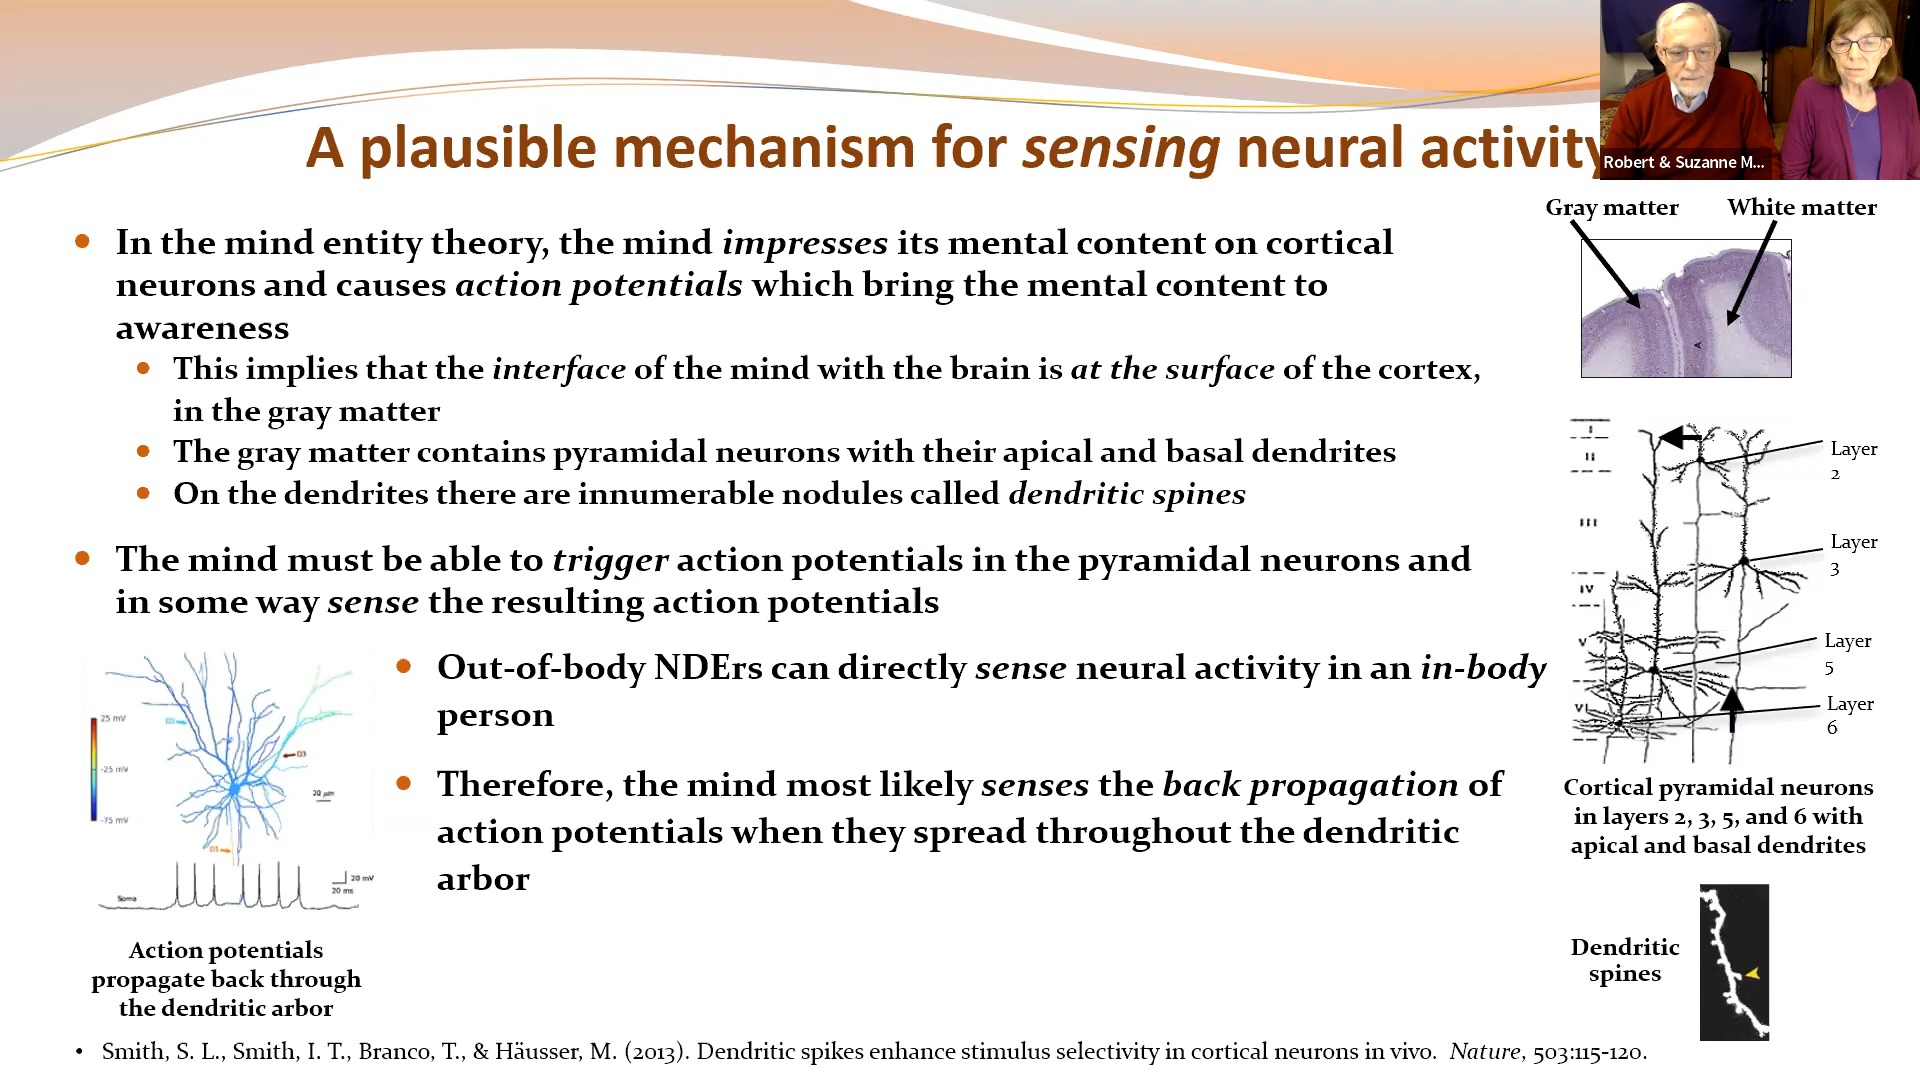 A plausible mechanism for sensing neural activity
Robert & Suzanne M...
Gray matter
White matter
• In the mind entity theory, the mind impresses its mental content on cortical
neurons and causes action potentials which bring the mental content to
awareness
• This implies that the interface of the mind with the brain is at the surface of the cortex,
in the gray matter
• The gray matter contains pyramidal neurons with their apical and basal dendrites
• On the dendrites there are innumerable nodules called dendritic spines
• The mind must be able to trigger action potentials in the pyramidal neurons and
in some way sense the resulting action potentials
• Out-of-body NDErs can directly sense neural activity in an in-body
person
• Therefore, the mind most likely senses the back propagation of
action potentials when they spread throughout the dendritic
arbor
A
I
II
III
IV
V
VI
Layer
2
Layer
3
Layer
5
Layer
6
Cortical pyramidal neurons
in layers 2, 3, 5, and 6 with
apical and basal dendrites
Dendritic
spines
25 mV
-25 mV
-75 mV
D3
20 µm
Soma
20 mV
20 ms
Action potentials
propagate back through
the dendritic arbor
• Smith, S. L., Smith, I. T., Branco, T., & Häusser, M. (2013). Dendritic spikes enhance stimulus selectivity in cortical neurons in vivo. Nature, 503:115-120.